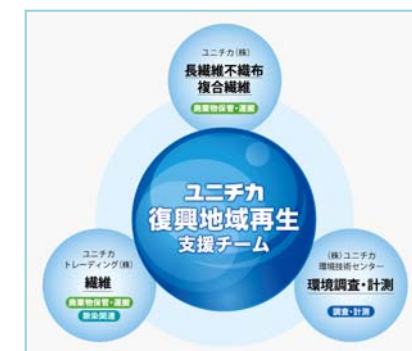 ユニチカ(株)
長繊維不織布
複合繊維
廃棄物保管・運搬
ユニチカ
復興地域再生
支援チーム
ユニチカ
トレーディング(株)
繊維
廃棄物保管・運搬
除染関連
(株)ユニチカ
環境技術センター
環境調査・計測
調査・計測